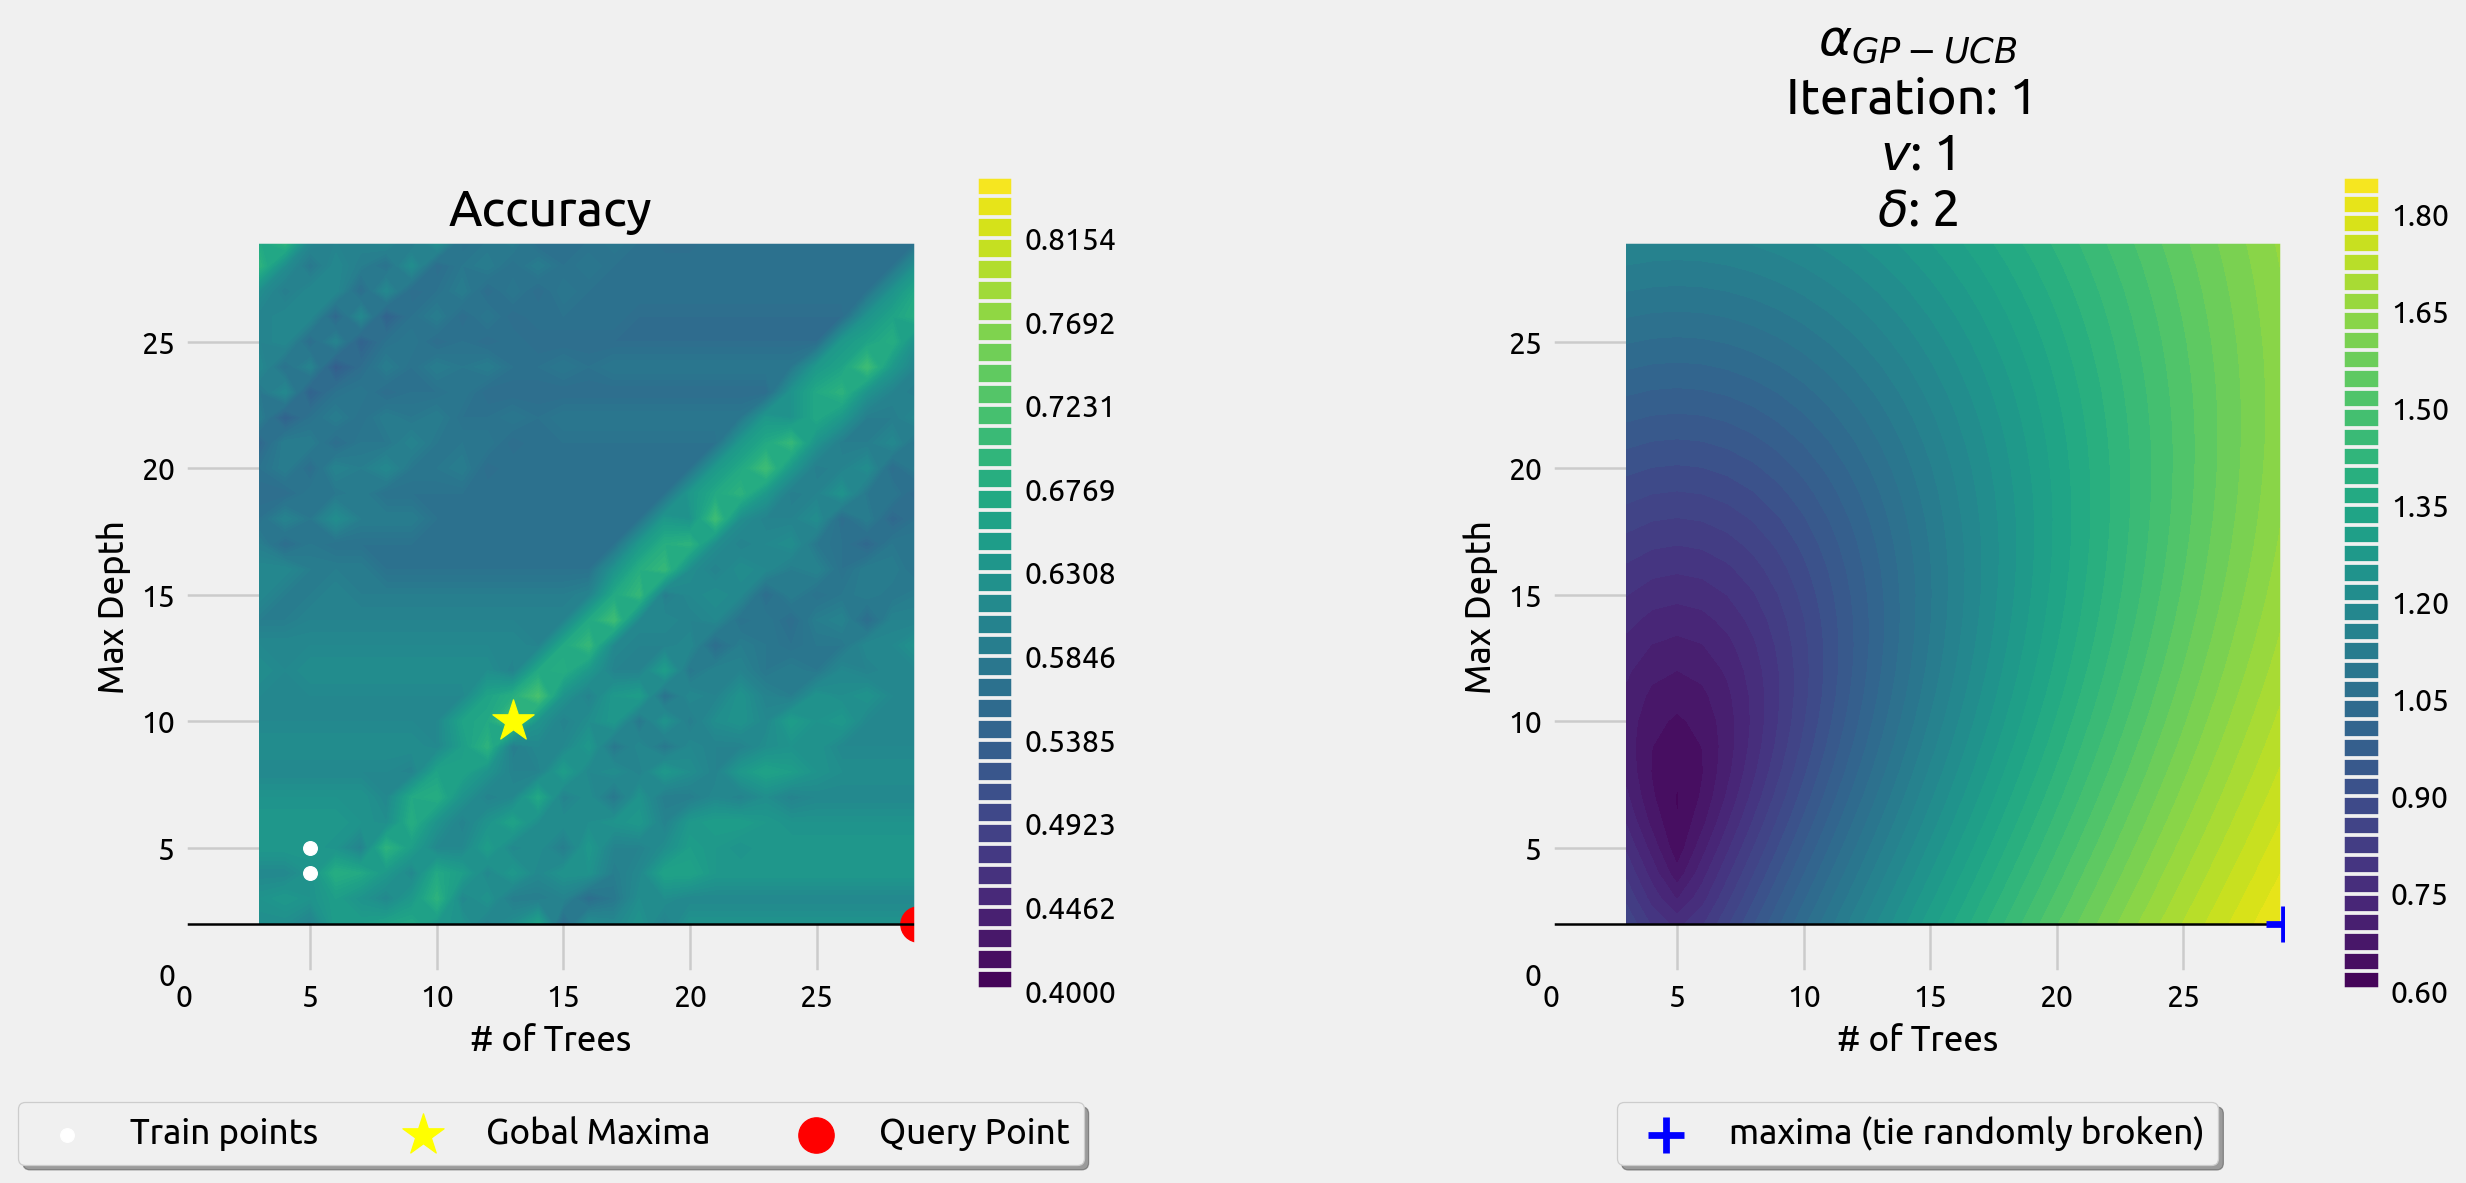 α_GP−UCB
Iteration: 1
ν: 1
δ: 2
Accuracy
Max Depth
25
20
15
10
5
0
0 5 10 15 20 25
# of Trees
0.8154
0.7692
0.7231
0.6769
0.6308
0.5846
0.5385
0.4923
0.4462
0.4000
Max Depth
25
20
15
10
5
0
0 5 10 15 20 25
# of Trees
1.80
1.65
1.50
1.35
1.20
1.05
0.90
0.75
0.60
Train points Gobal Maxima Query Point
maxima (tie randomly broken)